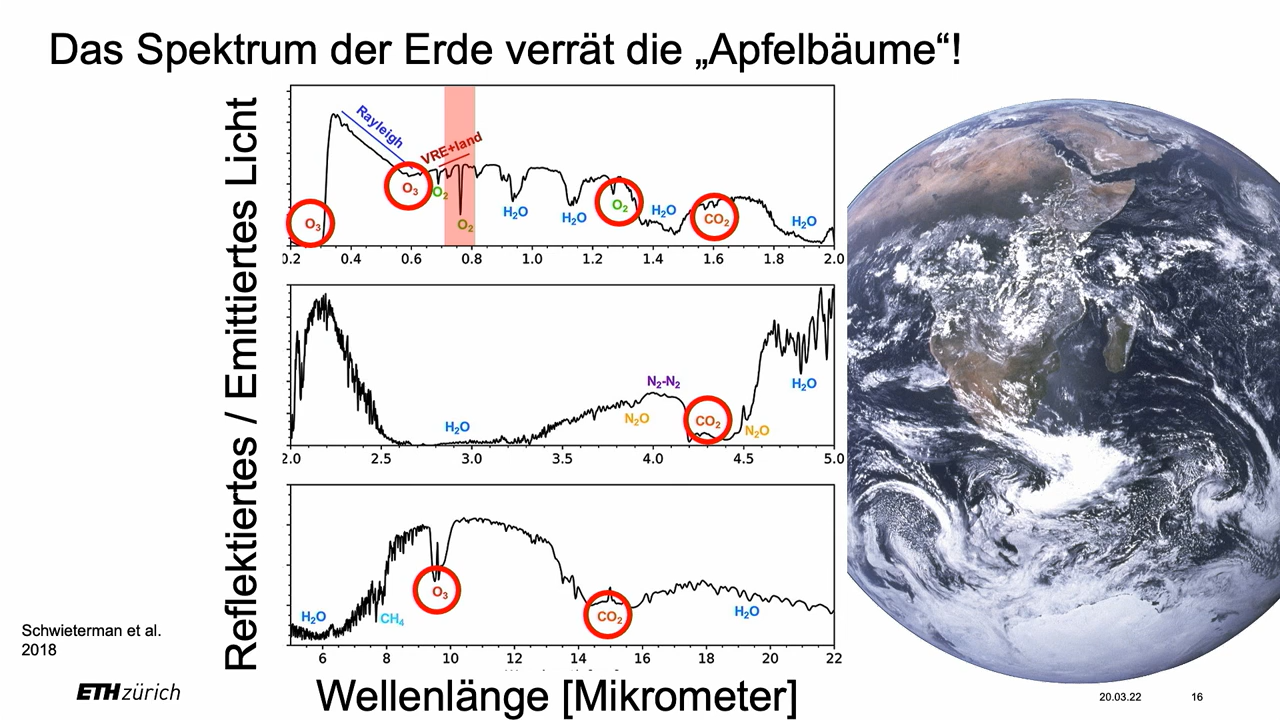 Das Spektrum der Erde verrät die „Apfelbäume“!
Reflektiertes / Emittiertes Licht
Rayleigh
VRE+land
O3
O3
O2
O2
H2O
H2O
O2
H2O
CO2
H2O
0.2 0.4 0.6 0.8 1.0 1.2 1.4 1.6 1.8 2.0
H2O
N2-N2
N2O
CO2
N2O
H2O
2.0 2.5 3.0 3.5 4.0 4.5 5.0
H2O
CH4
O3
CO2
H2O
6 8 10 12 14 16 18 20 22
Wellenlänge [Mikrometer]
Schwieterman et al.
2018
ETH zürich
20.03.22
16